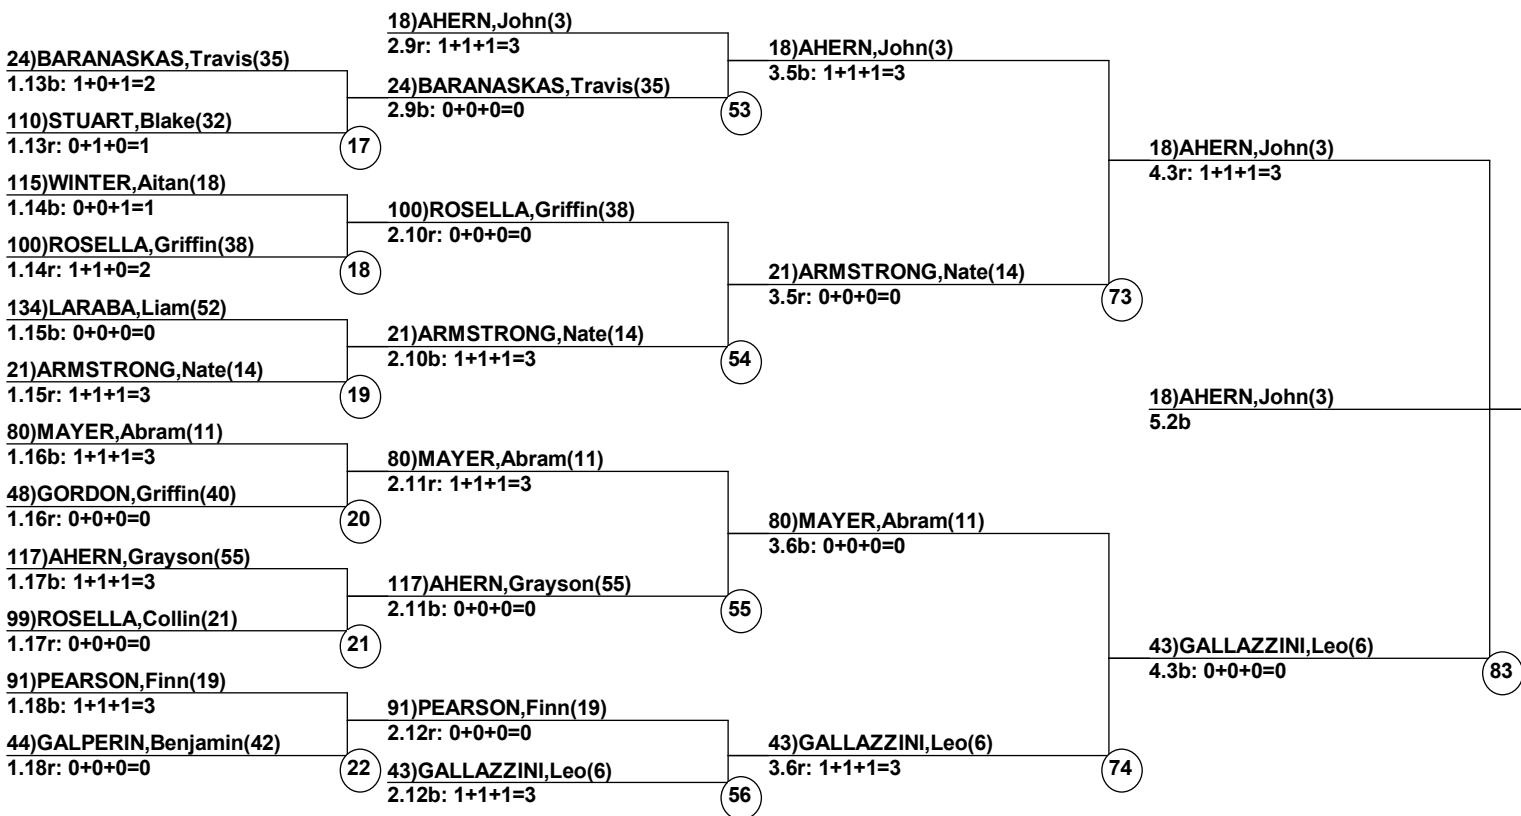 24)BARANASKAS,Travis(35)
1.13b: 1+0+1=2
110)STUART,Blake(32)
1.13r: 0+1+0=1
17
115)WINTER,Aitan(18)
1.14b: 0+0+1=1
100)ROSELLA,Griffin(38)
1.14r: 1+1+0=2
18
134)LARABA,Liam(52)
1.15b: 0+0+0=0
21)ARMSTRONG,Nate(14)
1.15r: 1+1+1=3
19
80)MAYER,Abram(11)
1.16b: 1+1+1=3
48)GORDON,Griffin(40)
1.16r: 0+0+0=0
20
117)AHERN,Grayson(55)
1.17b: 1+1+1=3
99)ROSELLA,Collin(21)
1.17r: 0+0+0=0
21
91)PEARSON,Finn(19)
1.18b: 1+1+1=3
44)GALPERIN,Benjamin(42)
1.18r: 0+0+0=0
22
18)AHERN,John(3)
2.9r: 1+1+1=3
24)BARANASKAS,Travis(35)
2.9b: 0+0+0=0
53
100)ROSELLA,Griffin(38)
2.10r: 0+0+0=0
21)ARMSTRONG,Nate(14)
2.10b: 1+1+1=3
54
80)MAYER,Abram(11)
2.11r: 1+1+1=3
117)AHERN,Grayson(55)
2.11b: 0+0+0=0
55
91)PEARSON,Finn(19)
2.12r: 0+0+0=0
43)GALLAZZINI,Leo(6)
2.12b: 1+1+1=3
56
18)AHERN,John(3)
3.5b: 1+1+1=3
21)ARMSTRONG,Nate(14)
3.5r: 0+0+0=0
73
80)MAYER,Abram(11)
3.6b: 0+0+0=0
43)GALLAZZINI,Leo(6)
3.6r: 1+1+1=3
74
18)AHERN,John(3)
4.3r: 1+1+1=3
18)AHERN,John(3)
5.2b
43)GALLAZZINI,Leo(6)
4.3b: 0+0+0=0
83